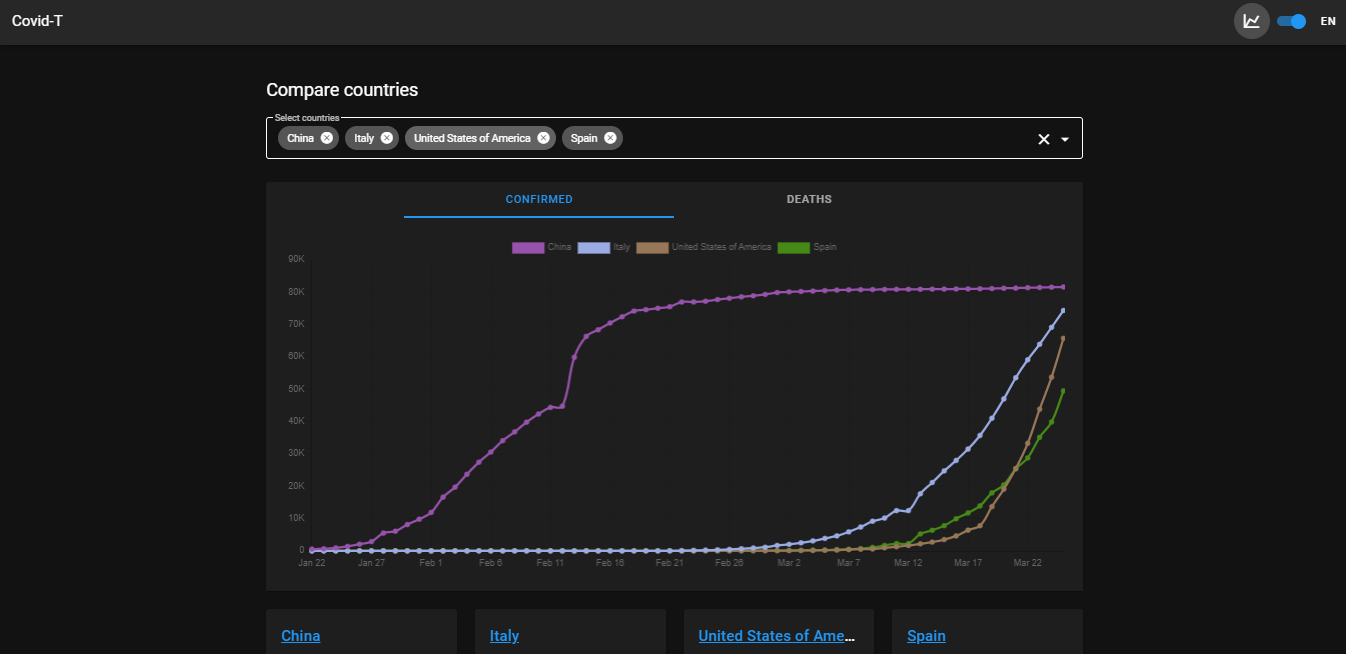 Covid-T
EN
Compare countries
Select countries
China Italy United States of America Spain
CONFIRMED DEATHS
China Italy United States of America Spain
90K
80K
70K
60K
50K
40K
30K
20K
10K
0
Jan 22 Jan 27 Feb 1 Feb 6 Feb 11 Feb 16 Feb 21 Feb 26 Mar 2 Mar 7 Mar 12 Mar 17 Mar 22
China Italy United States of Ame... Spain